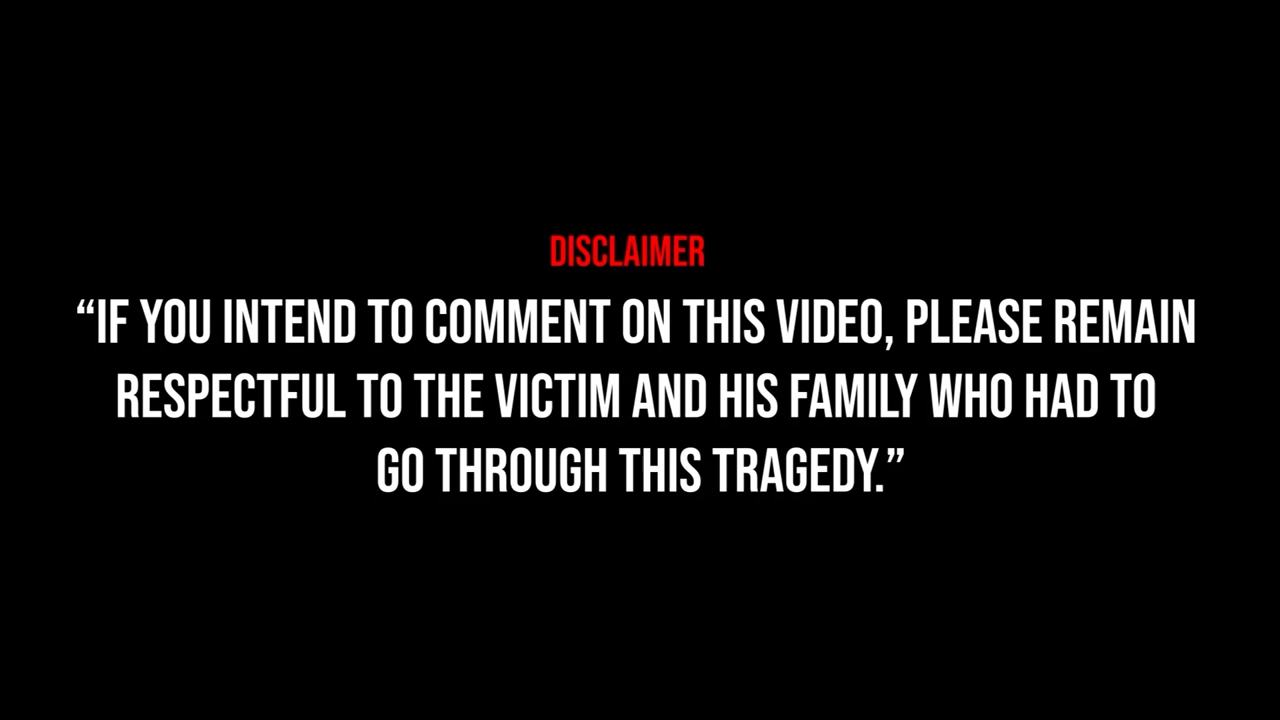 DISCLAIMER
“IF YOU INTEND TO COMMENT ON THIS VIDEO, PLEASE REMAIN
RESPECTFUL TO THE VICTIM AND HIS FAMILY WHO HAD TO
GO THROUGH THIS TRAGEDY.”